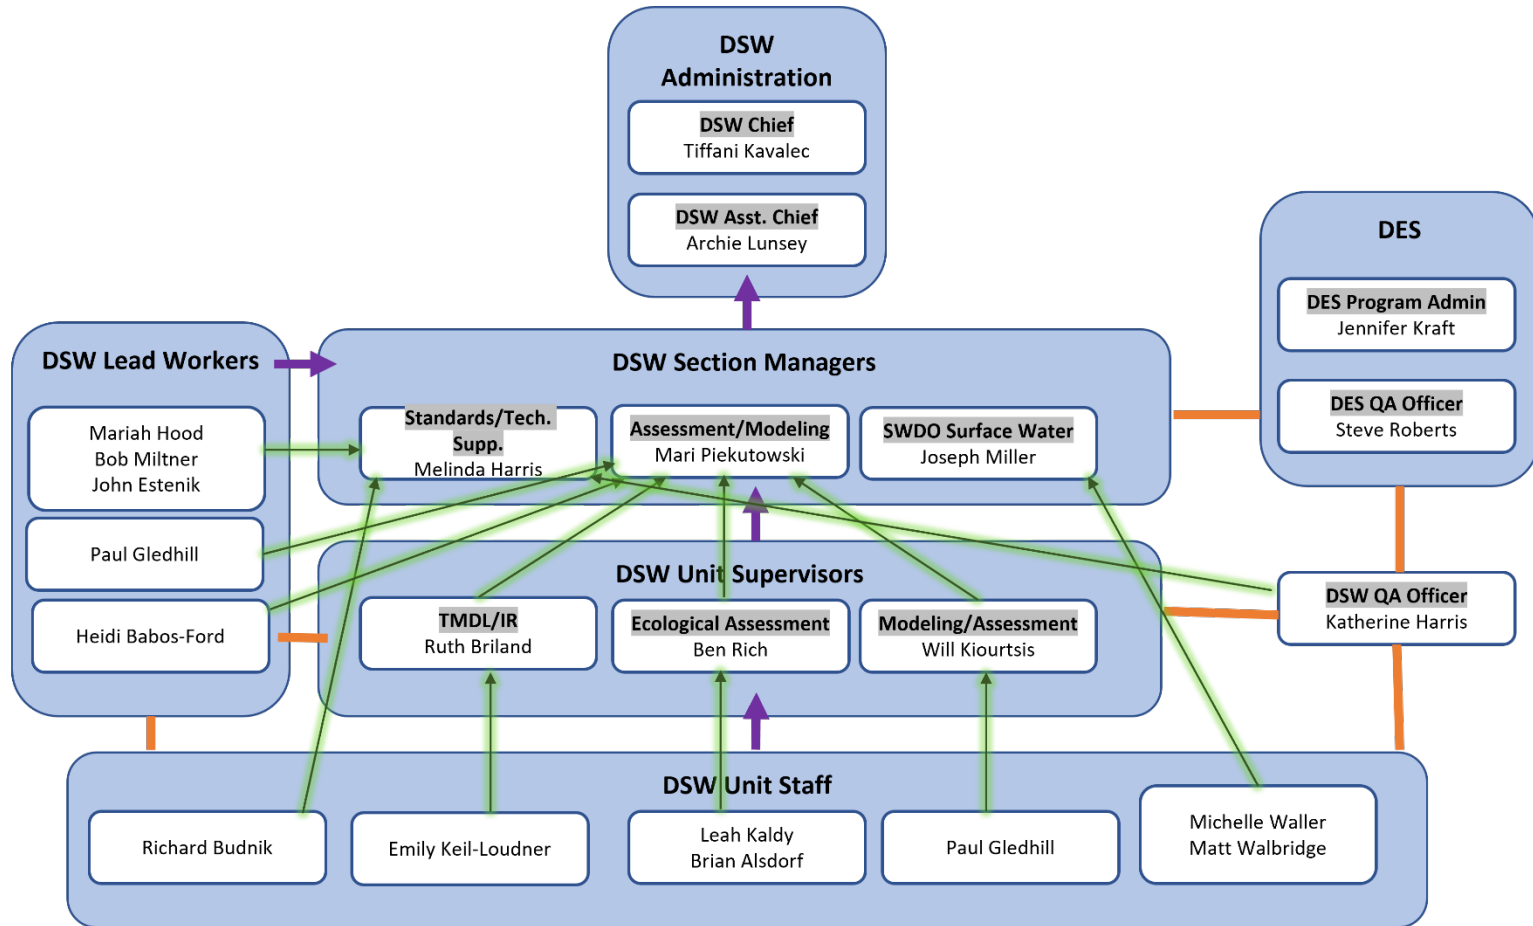 DSW
Administration
DSW Chief
Tiffani Kavalec
DSW Asst. Chief
Archie Lunsey
DES
DES Program Admin
Jennifer Kraft
DES QA Officer
Steve Roberts
DSW Lead Workers
Mariah Hood
Bob Miltner
John Estenik
Paul Gledhill
Heidi Babos-Ford
DSW Section Managers
Standards/Tech.
Supp.
Melinda Harris
Assessment/Modeling
Mari Piekutowski
SWDO Surface Water
Joseph Miller
DSW Unit Supervisors
TMDL/IR
Ruth Briland
Ecological Assessment
Ben Rich
Modeling/Assessment
Will Kiourtsis
DSW QA Officer
Katherine Harris
DSW Unit Staff
Richard Budnik
Emily Keil-Loudner
Leah Kaldy
Brian Alsdorf
Paul Gledhill
Michelle Waller
Matt Walbridge